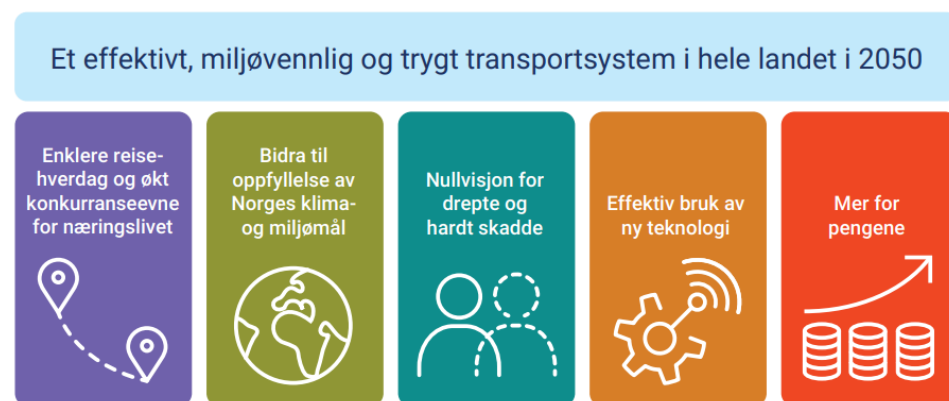 Et effektivt, miljøvennlig og trygt transportsystem i hele landet i 2050
Enklere reise-
hverdag og økt
konkurranseevne
for næringslivet
Bidra til
oppfyllelse av
Norges klima-
og miljømål
Nullvisjon for
drepte og
hardt skadde
Effektiv bruk av
ny teknologi
Mer for
pengene